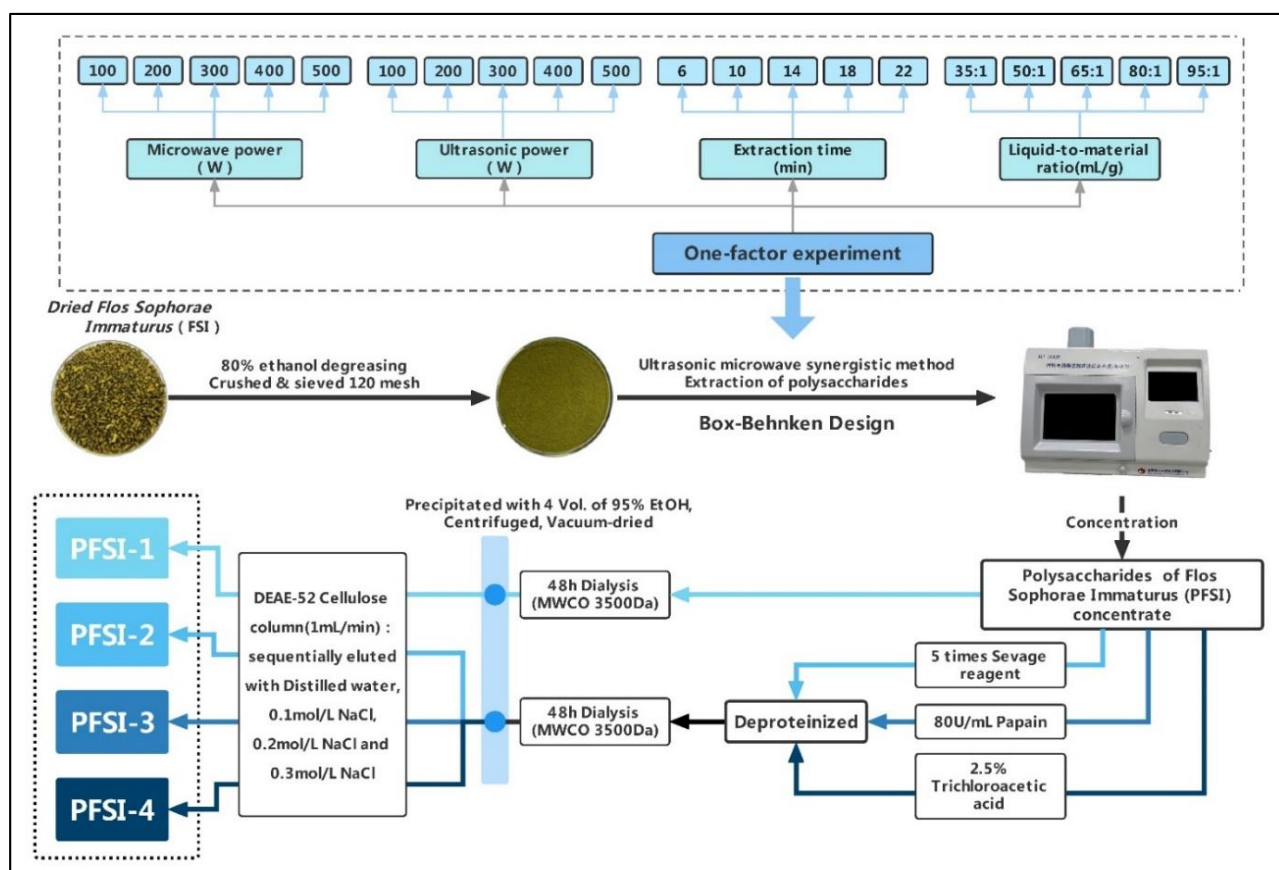 100 200 300 400 500 100 200 300 400 500 6 10 14 18 22 35:1 50:1 65:1 80:1 95:1
Microwave power
( W )
Ultrasonic power
( W )
Extraction time
(min)
Liquid-to-material
ratio(mL/g)
One-factor experiment
Dried Flos Sophorae
Immaturus ( FSI )
80% ethanol degreasing
Crushed & sieved 120 mesh
Ultrasonic microwave synergistic method
Extraction of polysaccharides
Box-Behnken Design
Concentration
Polysaccharides of Flos
Sophorae Immaturus (PFSI)
concentrate
5 times Sevage
reagent
80U/mL Papain
2.5%
Trichloroacetic
acid
Deproteinized
48h Dialysis
(MWCO 3500Da)
48h Dialysis
(MWCO 3500Da)
Precipitated with 4 Vol. of 95% EtOH,
Centrifuged, Vacuum-dried
DEAE-52 Cellulose
column(1mL/min) :
sequentially eluted
with Distilled water,
0.1mol/L NaCl,
0.2mol/L NaCl and
0.3mol/L NaCl
PFSI-1
PFSI-2
PFSI-3
PFSI-4